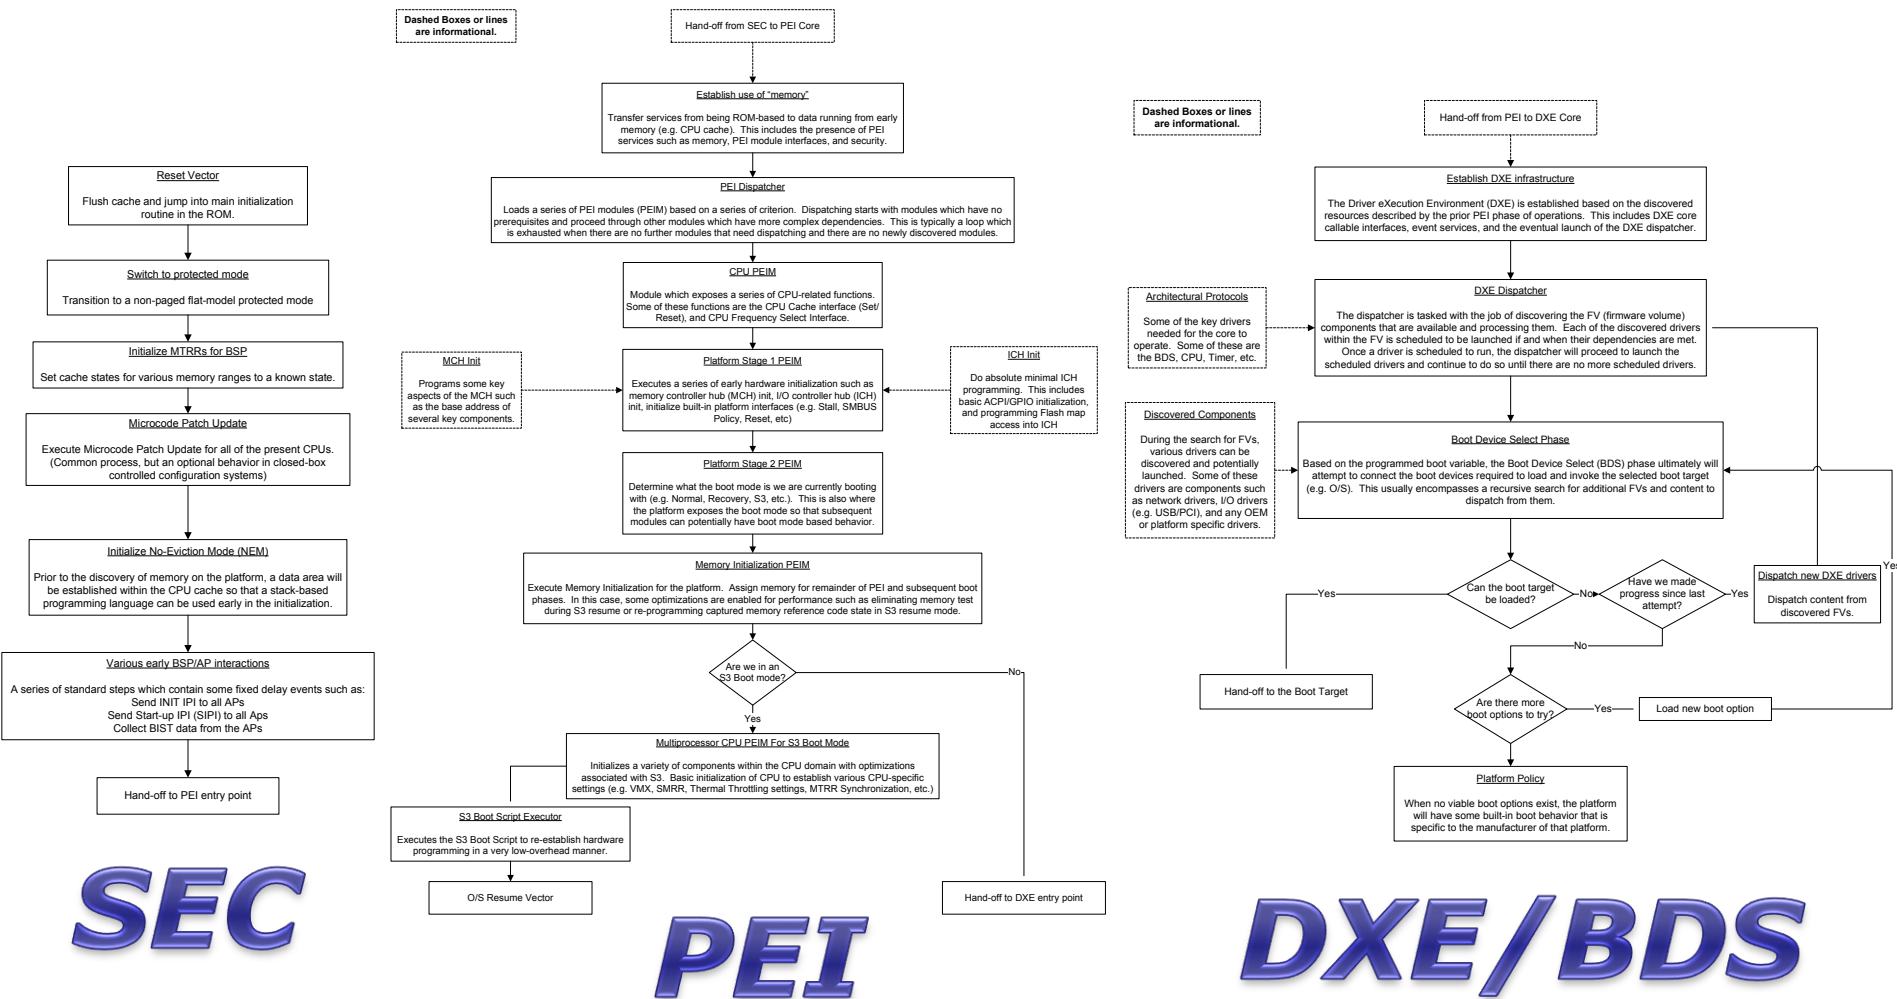 Reset Vector
Flush cache and jump into main initialization
routine in the ROM.
Switch to protected mode
Transition to a non-paged flat-model protected mode
Initialize MTRRs for BSP
Set cache states for various memory ranges to a known state.
Microcode Patch Update
Execute Microcode Patch Update for all of the present CPUs.
(Common process, but an optional behavior in closed-box
controlled configuration systems)
Initialize No-Eviction Mode (NEM)
Prior to the discovery of memory on the platform, a data area will
be established within the CPU cache so that a stack-based
programming language can be used early in the initialization.
Various early BSP/AP interactions
A series of standard steps which contain some fixed delay events such as:
Send INIT IPI to all APs
Send Start-up IPI (SIPI) to all Aps
Collect BIST data from the APs
Hand-off to PEI entry point
SEC
Dashed Boxes or lines
are informational.
Hand-off from SEC to PEI Core
Establish use of “memory”
Transfer services from being ROM-based to data running from early
memory (e.g. CPU cache). This includes the presence of PEI
services such as memory, PEI module interfaces, and security.
PEI Dispatcher
Loads a series of PEI modules (PEIM) based on a series of criterion. Dispatching starts with modules which have no
prerequisites and proceed through other modules which have more complex dependencies. This is typically a loop which
is exhausted when there are no further modules that need dispatching and there are no newly discovered modules.
CPU PEIM
Module which exposes a series of CPU-related functions.
Some of these functions are the CPU Cache interface (Set/
Reset), and CPU Frequency Select Interface.
MCH Init
Programs some key
aspects of the MCH such
as the base address of
several key components.
Platform Stage 1 PEIM
Executes a series of early hardware initialization such as
memory controller hub (MCH) init, I/O controller hub (ICH)
init, initialize built-in platform interfaces (e.g. Stall, SMBUS
Policy, Reset, etc)
ICH Init
Do absolute minimal ICH
programming. This includes
basic ACPI/GPIO initialization,
and programming Flash map
access into ICH
Platform Stage 2 PEIM
Determine what the boot mode is we are currently booting
with (e.g. Normal, Recovery, S3, etc.). This is also where
the platform exposes the boot mode so that subsequent
modules can potentially have boot mode based behavior.
Memory Initialization PEIM
Execute Memory Initialization for the platform. Assign memory for remainder of PEI and subsequent boot
phases. In this case, some optimizations are enabled for performance such as eliminating memory test
during S3 resume or re-programming captured memory reference code state in S3 resume mode.
Are we in an
S3 Boot mode?
No
Yes
Multiprocessor CPU PEIM For S3 Boot Mode
Initializes a variety of components within the CPU domain with optimizations
associated with S3. Basic initialization of CPU to establish various CPU-specific
settings (e.g. VMX, SMRR, Thermal Throttling settings, MTRR Synchronization, etc.)
S3 Boot Script Executor
Executes the S3 Boot Script to re-establish hardware
programming in a very low-overhead manner.
O/S Resume Vector
Hand-off to DXE entry point
PEI
Dashed Boxes or lines
are informational.
Hand-off from PEI to DXE Core
Establish DXE infrastructure
The Driver eXecution Environment (DXE) is established based on the discovered
resources described by the prior PEI phase of operations. This includes DXE core
callable interfaces, event services, and the eventual launch of the DXE dispatcher.
Architectural Protocols
Some of the key drivers
needed for the core to
operate. Some of these are
the BDS, CPU, Timer, etc.
DXE Dispatcher
The dispatcher is tasked with the job of discovering the FV (firmware volume)
components that are available and processing them. Each of the discovered drivers
within the FV is scheduled to be launched if and when their dependencies are met.
Once a driver is scheduled to run, the dispatcher will proceed to launch the
scheduled drivers and continue to do so until there are no more scheduled drivers.
Discovered Components
During the search for FVs,
various drivers can be
discovered and potentially
launched. Some of these
drivers are components such
as network drivers, I/O drivers
(e.g. USB/PCI), and any OEM
or platform specific drivers.
Boot Device Select Phase
Based on the programmed boot variable, the Boot Device Select (BDS) phase ultimately will
attempt to connect the boot devices required to load and invoke the selected boot target
(e.g. O/S). This usually encompasses a recursive search for additional FVs and content to
dispatch from them.
Yes
Can the boot target
be loaded?
No
Have we made
progress since last
attempt?
Yes
Dispatch new DXE drivers
Dispatch content from
discovered FVs.
Yes
No
Hand-off to the Boot Target
Are there more
boot options to try?
Yes
Load new boot option
Platform Policy
When no viable boot options exist, the platform
will have some built-in boot behavior that is
specific to the manufacturer of that platform.
DXE/BDS